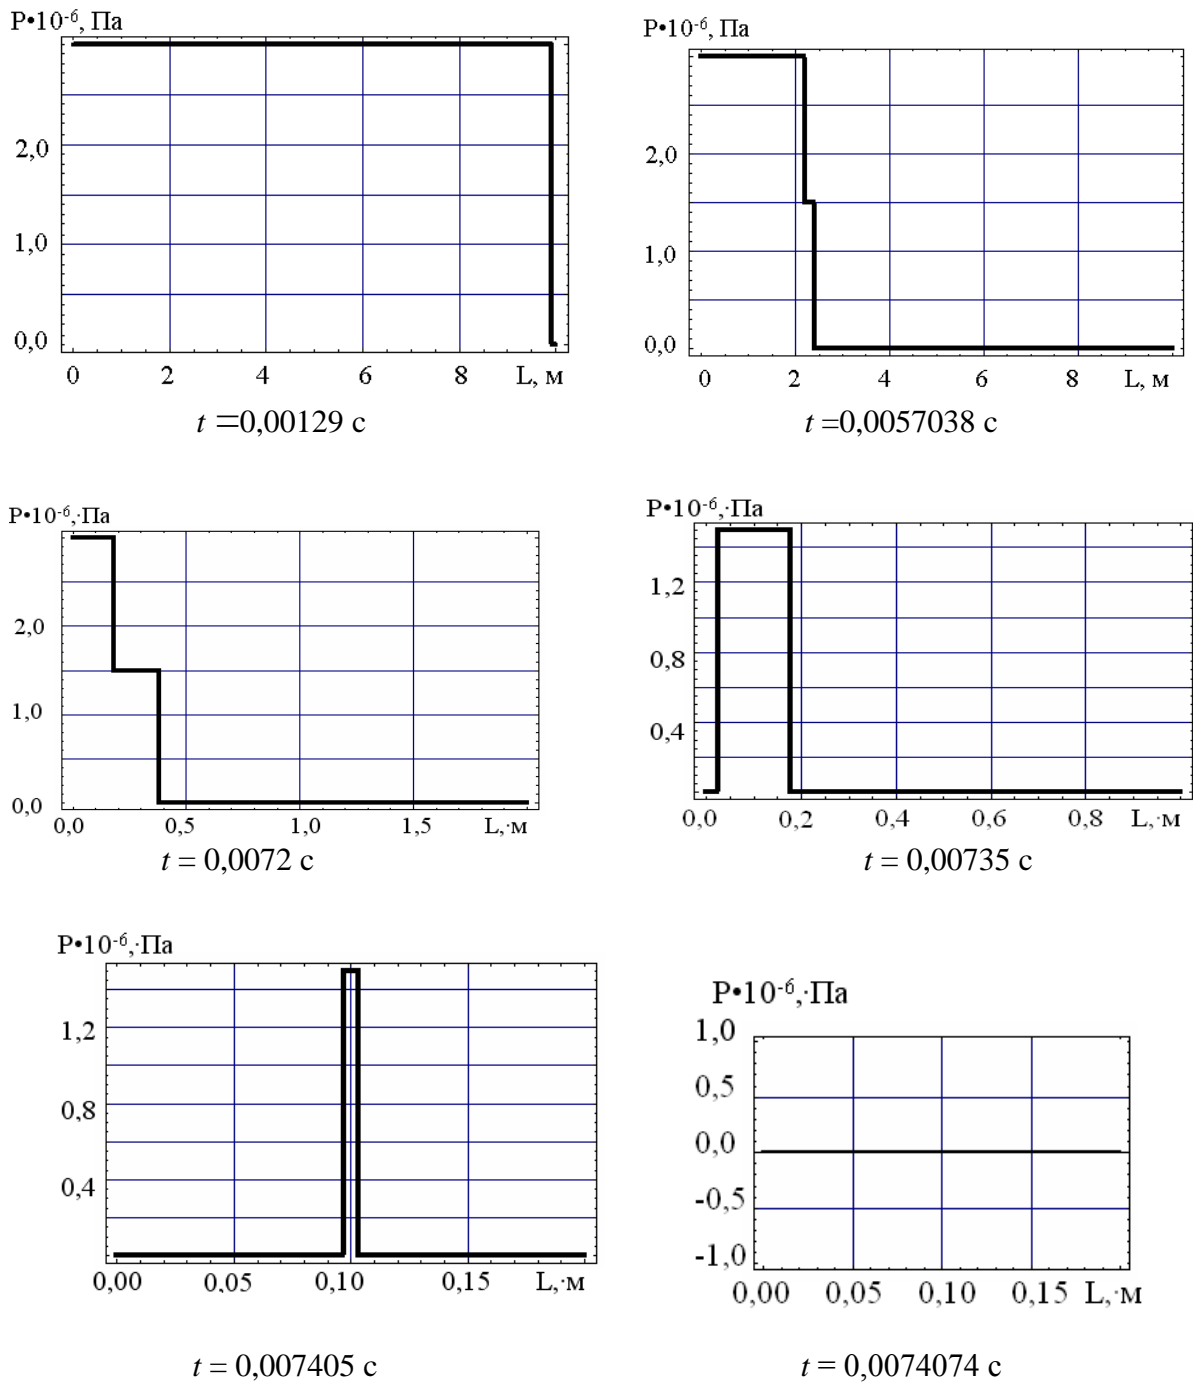 P•10⁻⁶, Па
2,0
1,0
0,0
0 2 4 6 8 L, м
t =0,00129 с
P•10⁻⁶, Па
2,0
1,0
0,0
0 2 4 6 8 L, м
t =0,0057038 с
P•10⁻⁶,·Па
2,0
1,0
0,0
0,0 0,5 1,0 1,5 L,·м
t = 0,0072 с
P•10⁻⁶,·Па
1,2
0,8
0,4
0,0 0,2 0,4 0,6 0,8 L,·м
t = 0,00735 с
P•10⁻⁶,·Па
1,2
0,8
0,4
0,00 0,05 0,10 0,15 L,·м
t = 0,007405 с
P•10⁻⁶,·Па
1,0
0,5
0,0
-0,5
-1,0
0,00 0,05 0,10 0,15 L,·м
t = 0,0074074 с